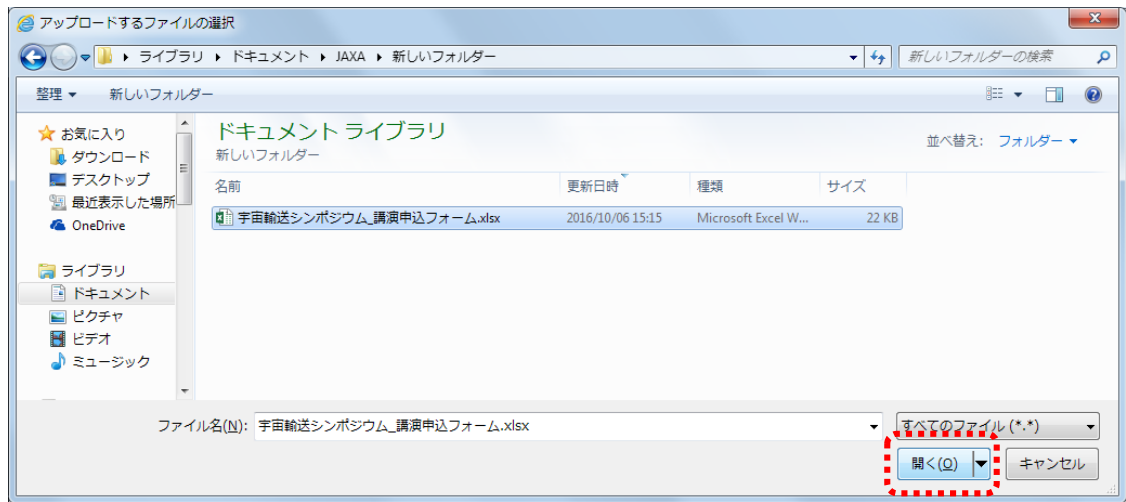 アップロードするファイルの選択
ライブラリ ▸ ドキュメント ▸ JAXA ▸ 新しいフォルダー
新しいフォルダーの検索
整理 ▼ 新しいフォルダー
お気に入り
ダウンロード
デスクトップ
最近表示した場所
OneDrive
ライブラリ
ドキュメント
ピクチャ
ビデオ
ミュージック
ドキュメント ライブラリ
新しいフォルダー
並べ替え: フォルダー ▼
名前 更新日時 種類 サイズ
宇宙輸送シンポジウム_講演申込フォーム.xlsx 2016/10/06 15:15 Microsoft Excel W... 22 KB
ファイル名(N): 宇宙輸送シンポジウム_講演申込フォーム.xlsx
すべてのファイル (*.*)
開く(O) キャンセル